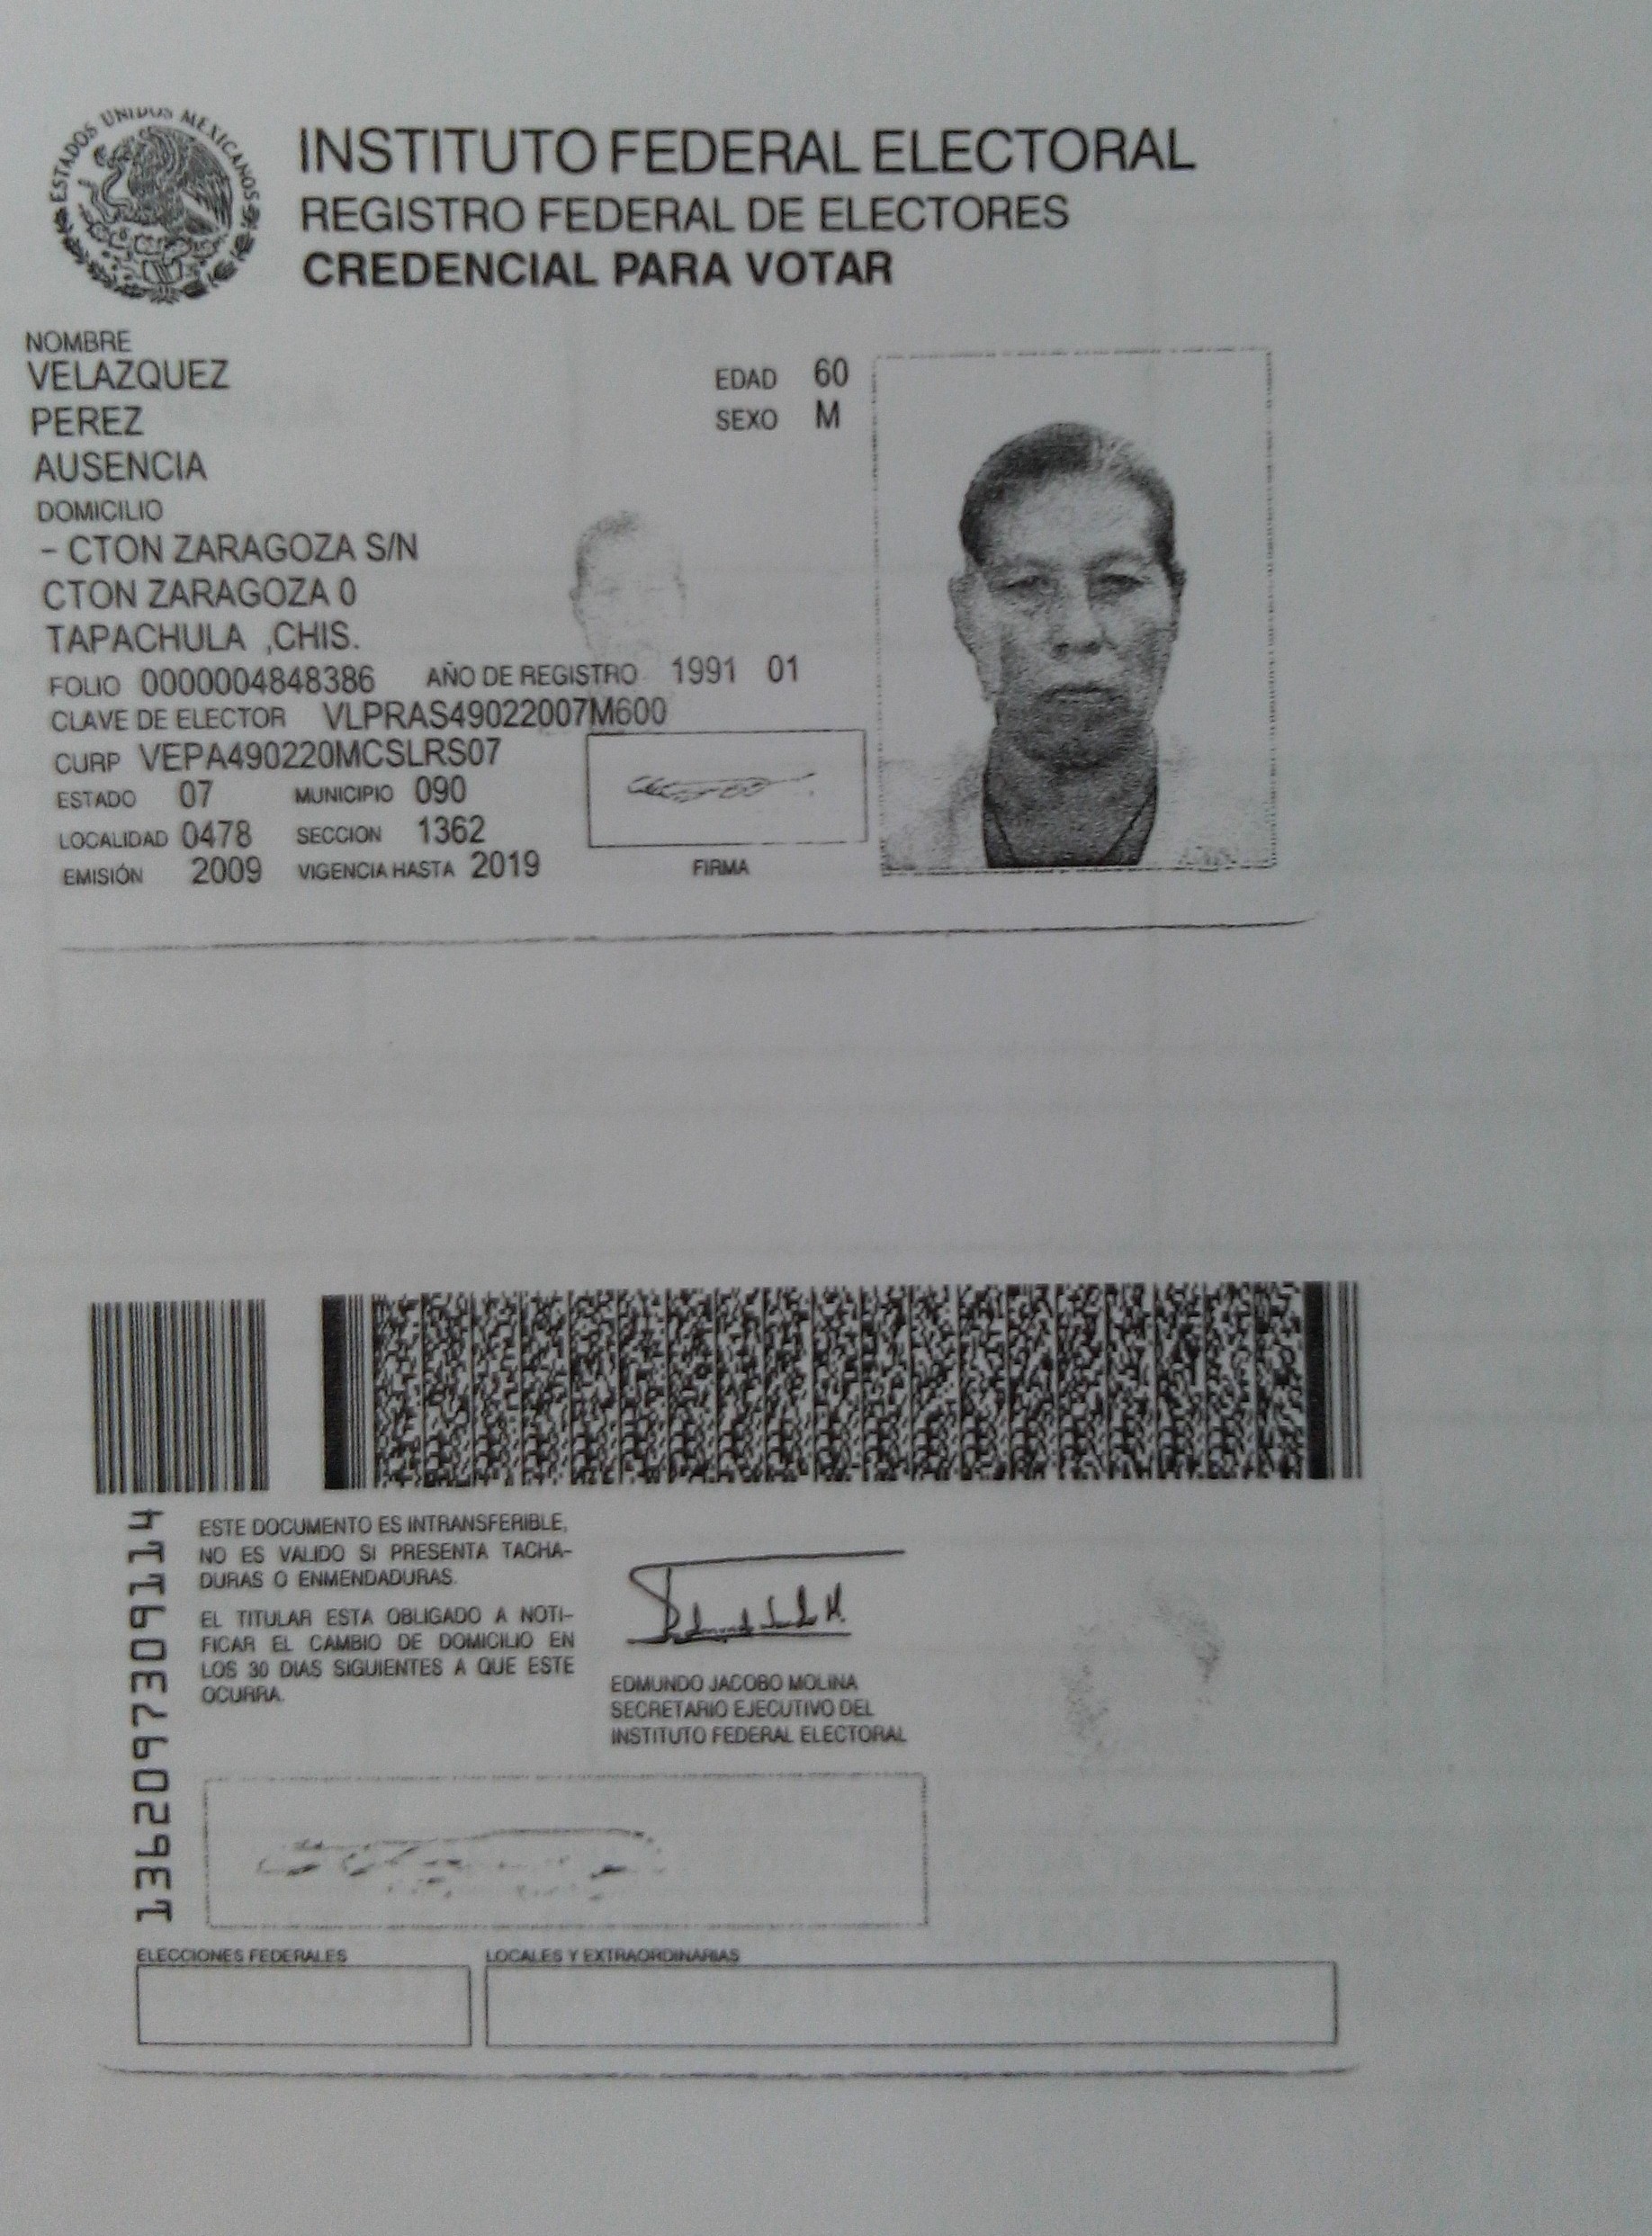 ESTADOS UNIDOS MEXICANOS
INSTITUTO FEDERAL ELECTORAL
REGISTRO FEDERAL DE ELECTORES
CREDENCIAL PARA VOTAR
NOMBRE
VELAZQUEZ
PEREZ
AUSENCIA
EDAD 60
SEXO M
DOMICILIO
- CTON ZARAGOZA S/N
CTON ZARAGOZA 0
TAPACHULA ,CHIS.
FOLIO 0000004848386 AÑO DE REGISTRO 1991 01
CLAVE DE ELECTOR VLPRAS49022007M600
CURP VEPA490220MCSLRS07
ESTADO 07 MUNICIPIO 090
LOCALIDAD 0478 SECCION 1362
EMISIÓN 2009 VIGENCIA HASTA 2019
FIRMA
1362097309114
ESTE DOCUMENTO ES INTRANSFERIBLE,
NO ES VALIDO SI PRESENTA TACHA-
DURAS O ENMENDADURAS.
EL TITULAR ESTA OBLIGADO A NOTI-
FICAR EL CAMBIO DE DOMICILIO EN
LOS 30 DIAS SIGUIENTES A QUE ESTE
OCURRA.
EDMUNDO JACOBO MOLINA
SECRETARIO EJECUTIVO DEL
INSTITUTO FEDERAL ELECTORAL
ELECCIONES FEDERALES
LOCALES Y EXTRAORDINARIAS